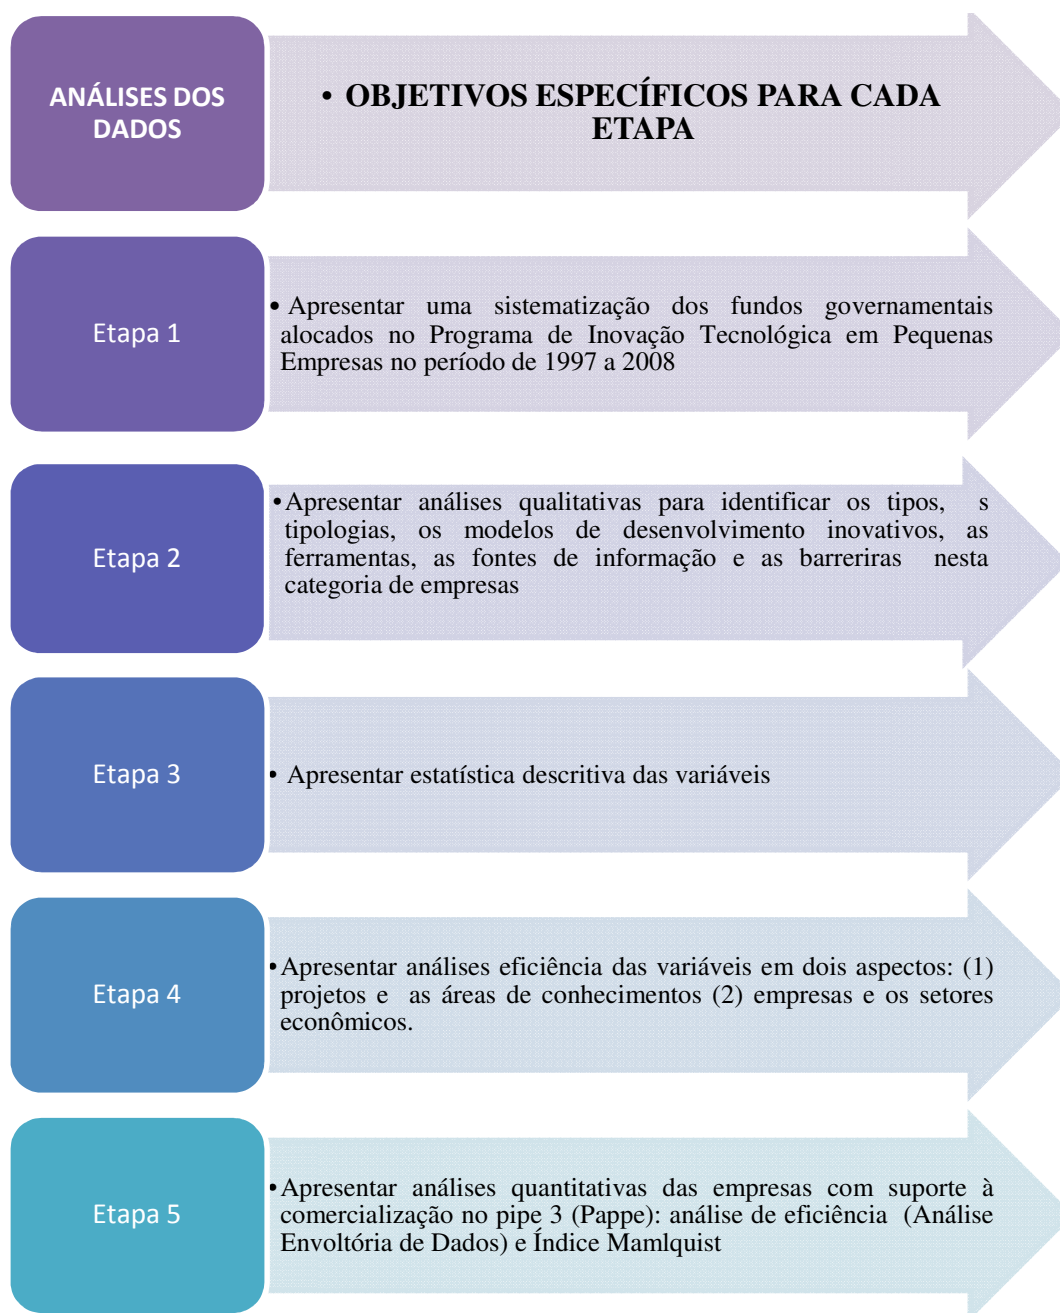 ANÁLISES DOS
DADOS
• OBJETIVOS ESPECÍFICOS PARA CADA
ETAPA
Etapa 1
• Apresentar uma sistematização dos fundos governamentais
alocados no Programa de Inovação Tecnológica em Pequenas
Empresas no período de 1997 a 2008
Etapa 2
•Apresentar análises qualitativas para identificar os tipos, s
tipologias, os modelos de desenvolvimento inovativos, as
ferramentas, as fontes de informação e as barreriras nesta
categoria de empresas
Etapa 3
• Apresentar estatística descritiva das variáveis
Etapa 4
•Apresentar análises eficiência das variáveis em dois aspectos: (1)
projetos e as áreas de conhecimentos (2) empresas e os setores
econômicos.
Etapa 5
•Apresentar análises quantitativas das empresas com suporte à
comercialização no pipe 3 (Pappe): análise de eficiência (Análise
Envoltória de Dados) e Índice Mamlquist